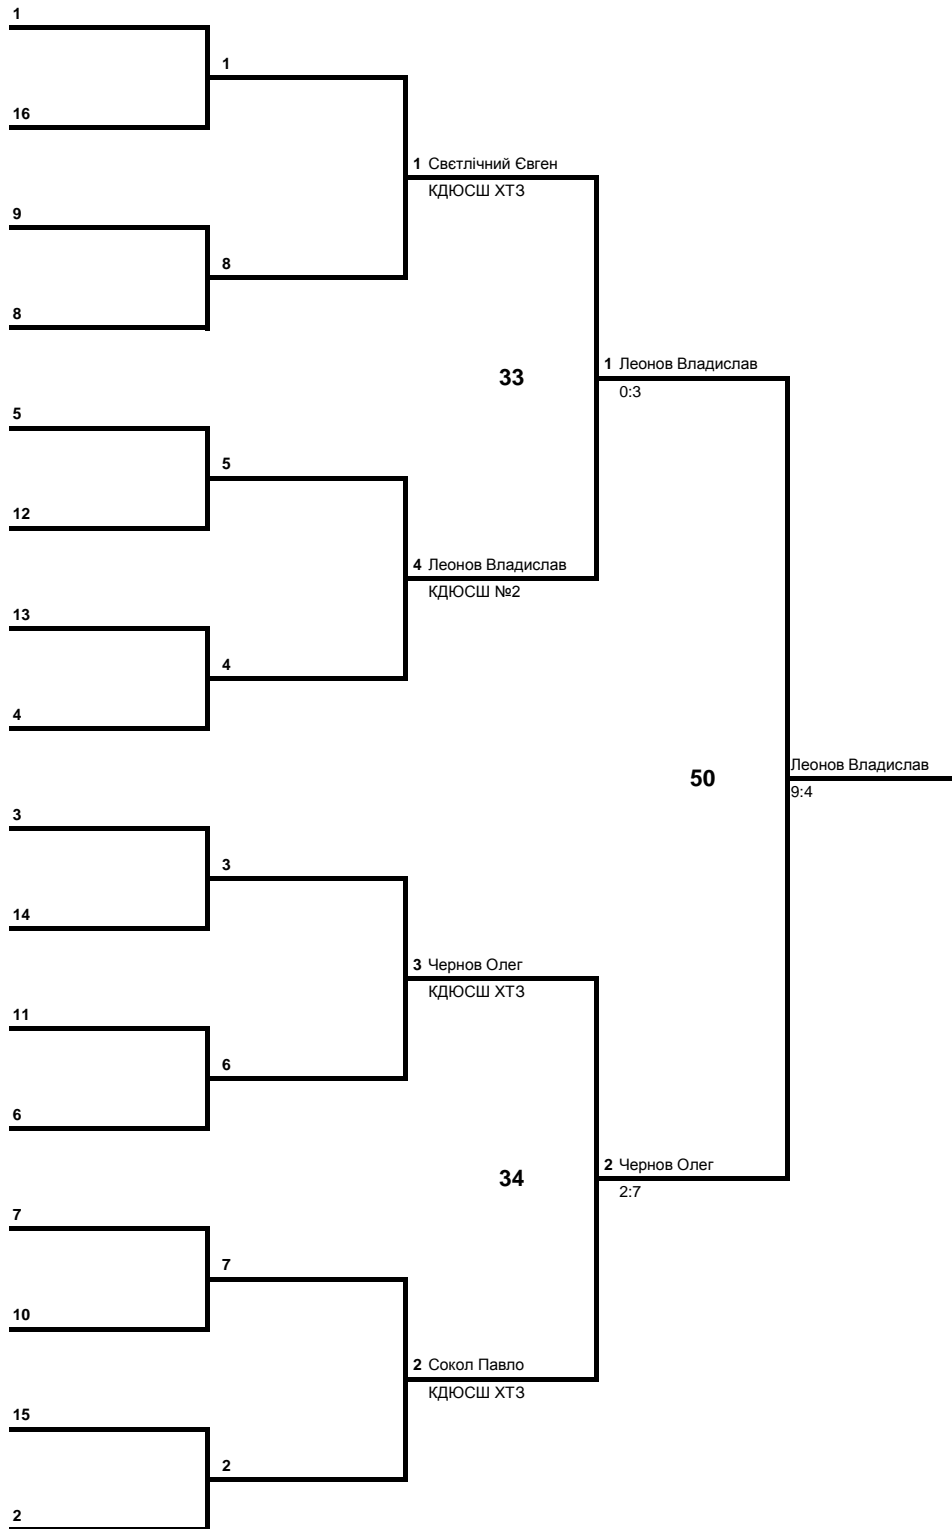 1
1
16
1 Свєтлічний Євген
КДЮСШ ХТЗ
9
8
8
1 Леонов Владислав
33
0:3
5
5
12
4 Леонов Владислав
КДЮСШ №2
13
4
4
Леонов Владислав
50
9:4
3
3
14
3 Чернов Олег
КДЮСШ ХТЗ
11
6
6
2 Чернов Олег
34
2:7
7
7
10
2 Сокол Павло
КДЮСШ ХТЗ
15
2
2